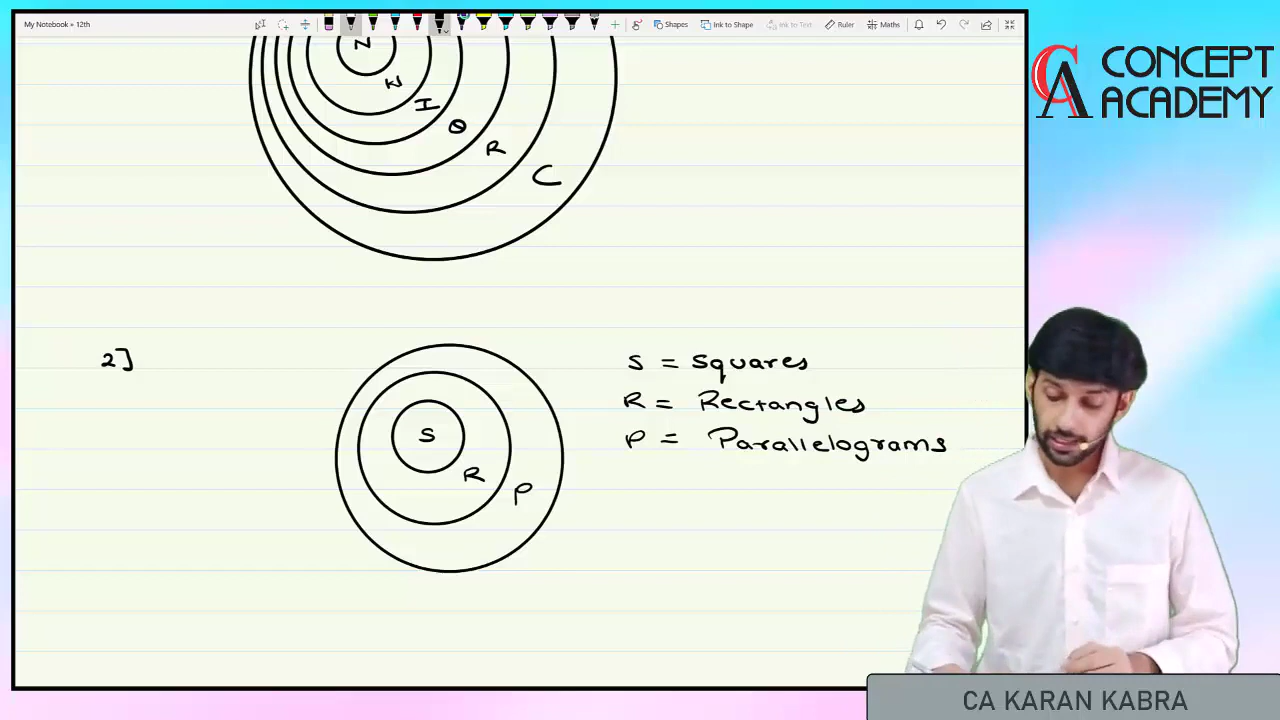 My Notebook » 12th
Shapes
Ink to Shape
Ink to Text
Ruler
Maths
CONCEPT
ACADEMY
CA
N
W
I
Q
R
C
2]
S = Squares
R = Rectangles
P = Parallelograms
S
R
P
CA KARAN KABRA